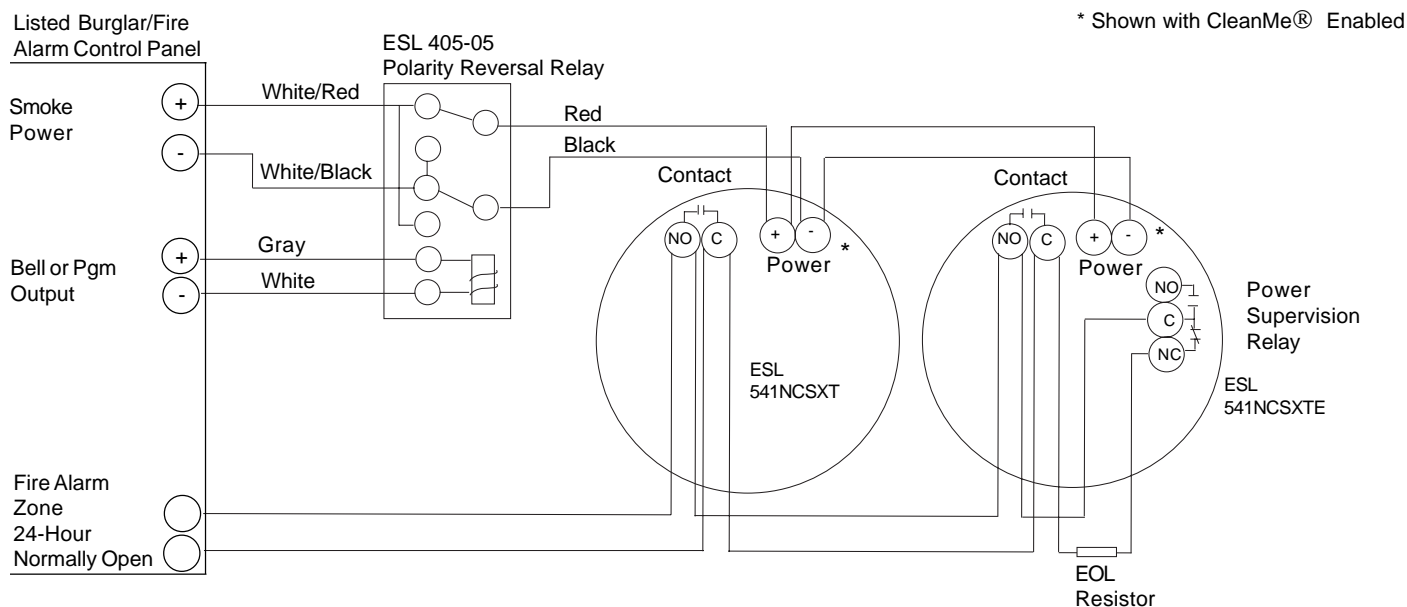 Listed Burglar/Fire
Alarm Control Panel
* Shown with CleanMe® Enabled
ESL 405-05
Polarity Reversal Relay
Smoke
Power
+
-
White/Red
White/Black
Red
Black
Bell or Pgm
Output
+
-
Gray
White
Contact
NO
C
+
-
*
Power
ESL
541NCSXT
Contact
NO
C
+
-
*
Power
NO
C
NC
Power
Supervision
Relay
ESL
541NCSXTE
Fire Alarm
Zone
24-Hour
Normally Open
EOL
Resistor